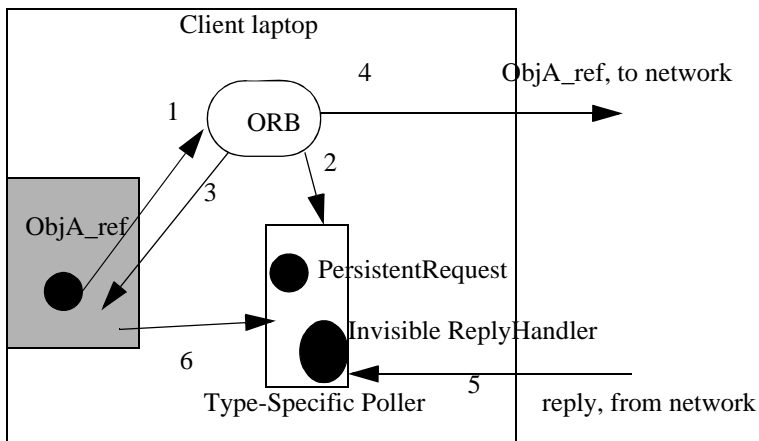 Client laptop
4
ObjA_ref, to network
1
ORB
2
3
ObjA_ref
PersistentRequest
Invisible ReplyHandler
6
5
Type-Specific Poller
reply, from network